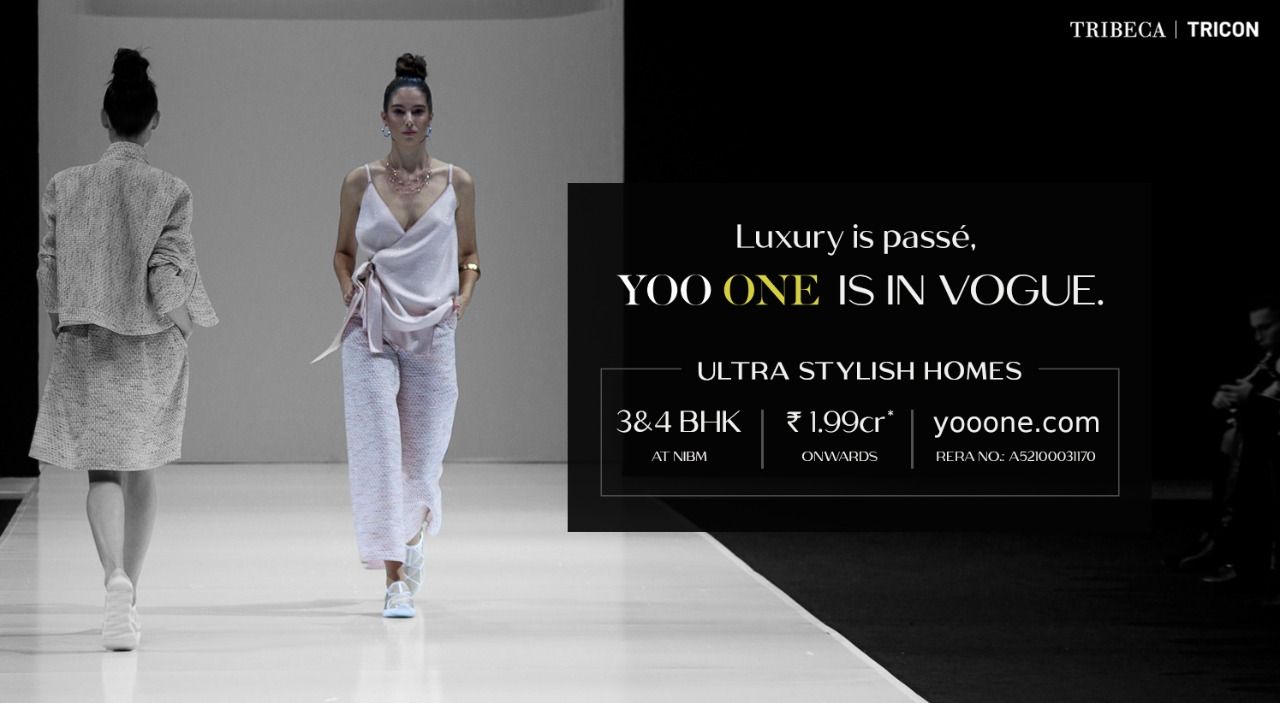 TRIBECA | TRICON
Luxury is passé,
YOO ONE IS IN VOGUE.
ULTRA STYLISH HOMES
3&4 BHK
AT NIBM
₹ 1.99cr*
ONWARDS
yooone.com
RERA NO.: A52100031170